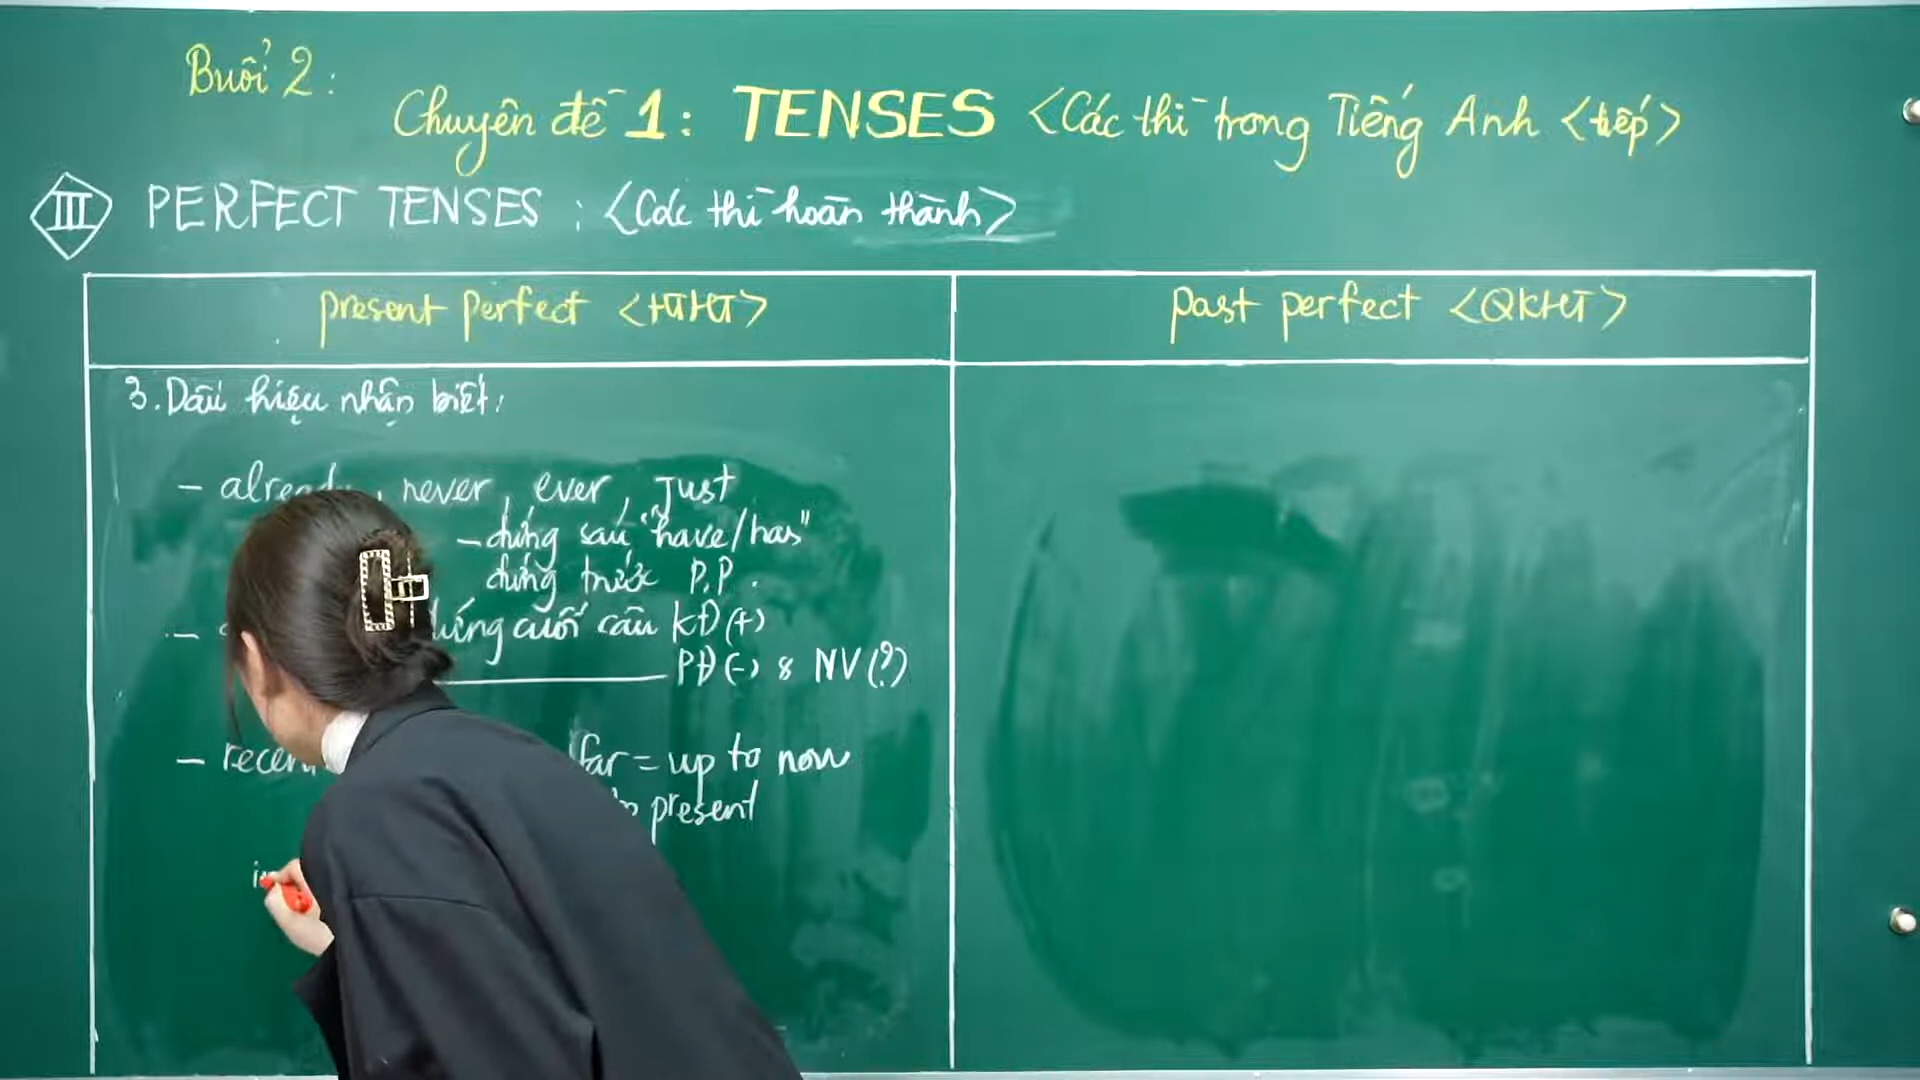 Buổi 2:
Chuyên đề 1: TENSES <Các thì trong Tiếng Anh <tiếp>
III PERFECT TENSES : <Các thì hoàn thành>
present perfect <HTHT>
past perfect <QKHT>
3. Dấu hiệu nhận biết:
- already, never, ever, Just
- đứng sau "have/has"
đứng trước P.P.
- đứng cuối câu KĐ(+)
PĐ(-) & NV(?)
- far = up to now
present